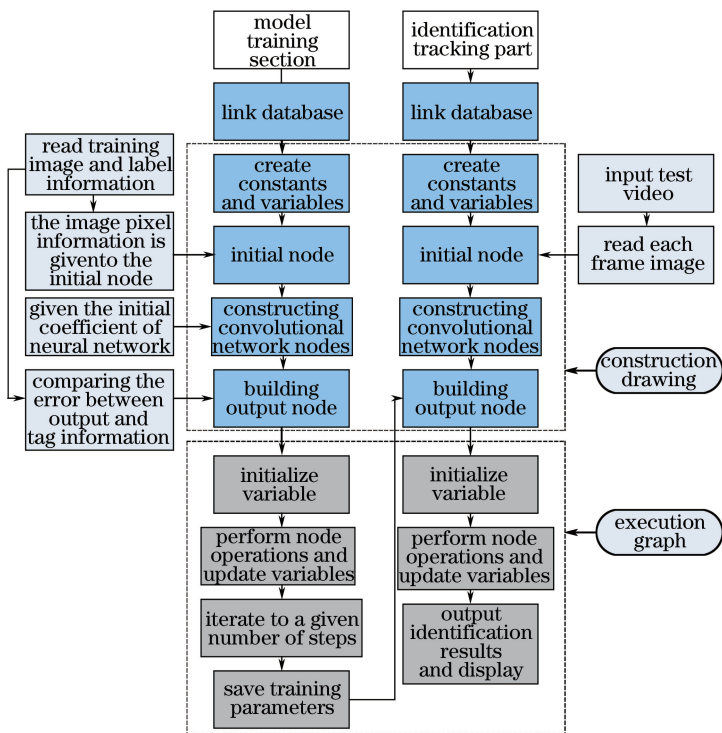 model
training
section
identification
tracking part
link database
link database
read training
image and label
information
create
constants
and variables
create
constants
and variables
input test
video
the image pixel
information is
givento the
initial node
initial node
initial node
read each
frame image
given the initial
coefficient of
neural network
constructing
convolutional
network nodes
constructing
convolutional
network nodes
construction
drawing
comparing the
error between
output and
tag information
building
output node
building
output node
initialize
variable
initialize
variable
execution
graph
perform node
operations and
update variables
perform node
operations and
update variables
iterate to a given
number of steps
output
identification
results
and display
save training
parameters